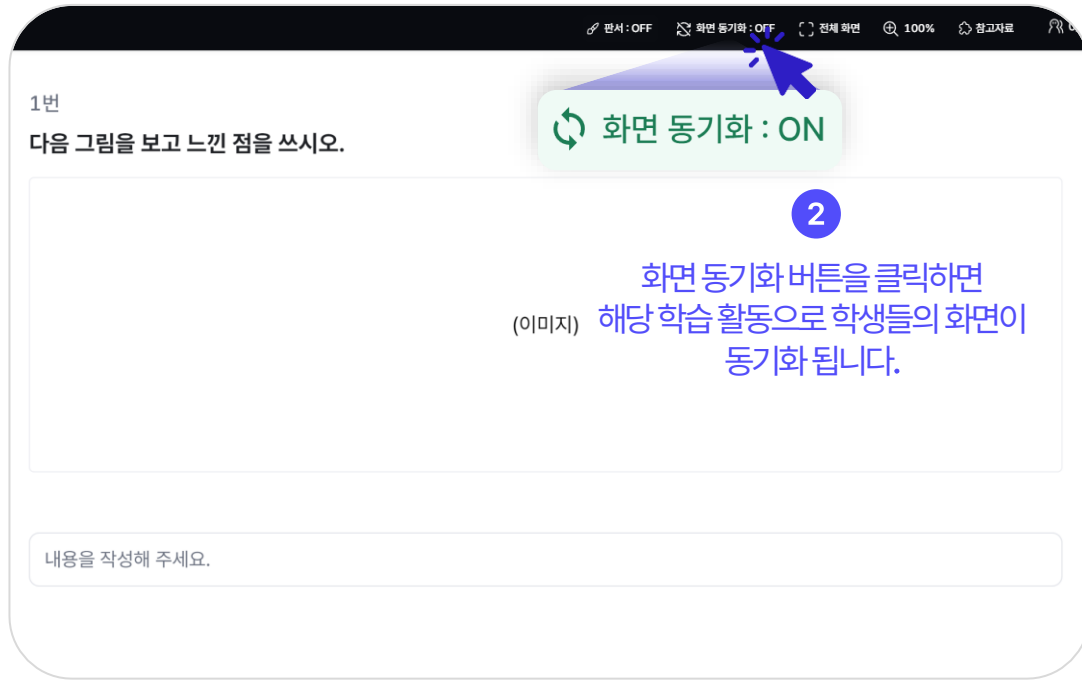 판서 : OFF 화면 동기화 : OFF 전체 화면 100% 참고자료
1번
다음 그림을 보고 느낀 점을 쓰시오.
화면 동기화 : ON
2
화면 동기화 버튼을 클릭하면
해당 학습 활동으로 학생들의 화면이
동기화 됩니다.
(이미지)
내용을 작성해 주세요.